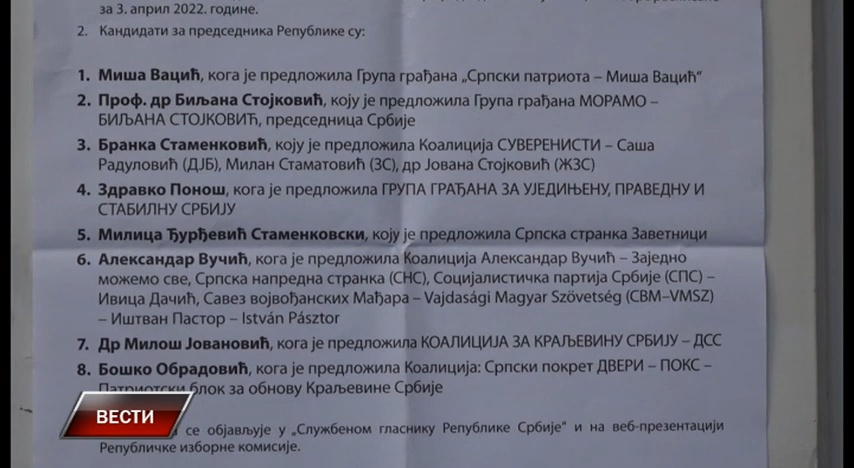 за 3. април 2022. године.
2. Кандидати за председника Републике су:
1. Миша Вацић, кога је предложила Група грађана „Српски патриота – Миша Вацић“
2. Проф. др Биљана Стојковић, коју је предложила Група грађана МОРАМО –
БИЉАНА СТОЈКОВИЋ, председница Србије
3. Бранка Стаменковић, коју је предложила Коалиција СУВЕРЕНИСТИ – Саша
Радуловић (ДЈБ), Милан Стаматовић (ЗС), др Јована Стојковић (ЖЗС)
4. Здравко Понош, кога је предложила ГРУПА ГРАЂАНА ЗА УЈЕДИЊЕНУ, ПРАВЕДНУ И
СТАБИЛНУ СРБИЈУ
5. Милица Ђурђевић Стаменковски, коју је предложила Српска странка Заветници
6. Александар Вучић, кога је предложила Коалиција Александар Вучић – Заједно
можемо све, Српска напредна странка (СНС), Социјалистичка партија Србије (СПС) –
Ивица Дачић, Савез војвођанских Мађара – Vajdasági Magyar Szövetség (СВМ–VMSZ)
– Иштван Пастор – István Pásztor
7. Др Милош Јовановић, кога је предложила КОАЛИЦИЈА ЗА КРАЉЕВИНУ СРБИЈУ – ДСС
8. Бошко Обрадовић, кога је предложила Коалиција: Српски покрет ДВЕРИ – ПОКС –
Патриотски блок за обнову Краљевине Србије
се објављује у „Службеном гласнику Републике Србије“ и на веб-презентацији
Републичке изборне комисије.
ВЕСТИ